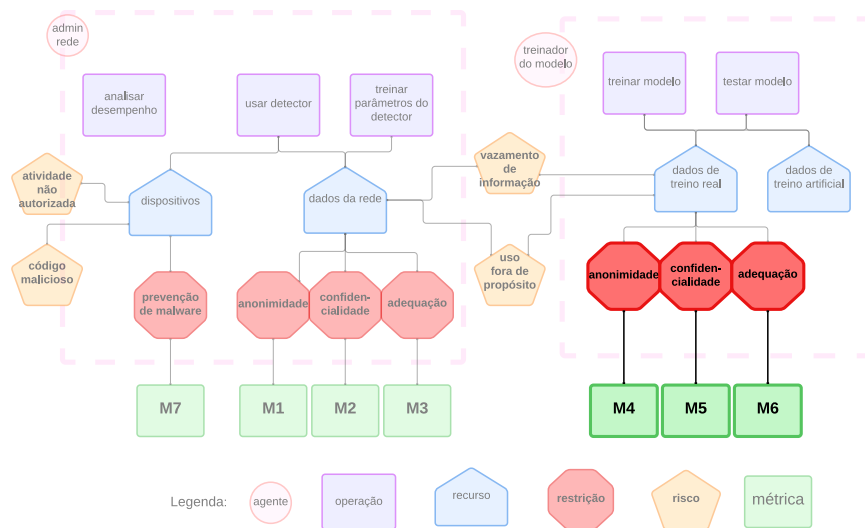 admin
rede
treinador
do modelo
analisar
desempenho
usar detector
treinar
parâmetros do
detector
treinar modelo
testar modelo
atividade
não
autorizada
dispositivos
dados da rede
vazamento
de
informação
dados de
treino real
dados de
treino artificial
código
malicioso
prevenção
de malware
anonimidade
confiden-
cialidade
adequação
uso
fora de
propósito
anonimidade
confiden-
cialidade
adequação
M7
M1
M2
M3
M4
M5
M6
Legenda:
agente
operação
recurso
restrição
risco
métrica